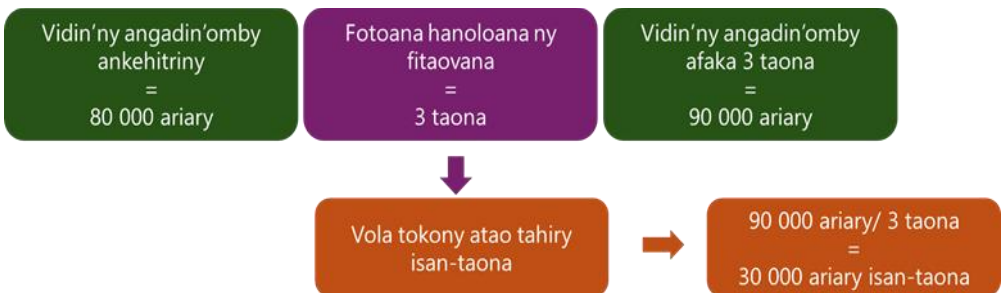 Vidin'ny angadin'omby
ankehitriny
=
80 000 ariary
Fotoana hanoloana ny
fitaovana
=
3 taona
Vidin'ny angadin'omby
afaka 3 taona
=
90 000 ariary
Vola tokony atao tahiry
isan-taona
90 000 ariary/ 3 taona
=
30 000 ariary isan-taona